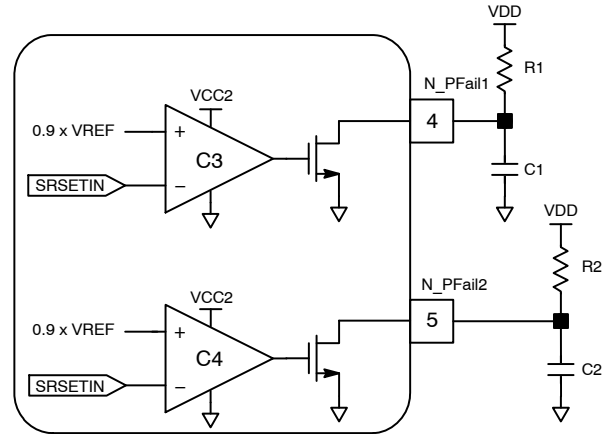 VDD
R1
N_PFail1
4
C1
VCC2
0.9 x VREF
+
C3
SRSETIN
−
VDD
R2
N_PFail2
5
C2
VCC2
0.9 x VREF
+
C4
SRSETIN
−